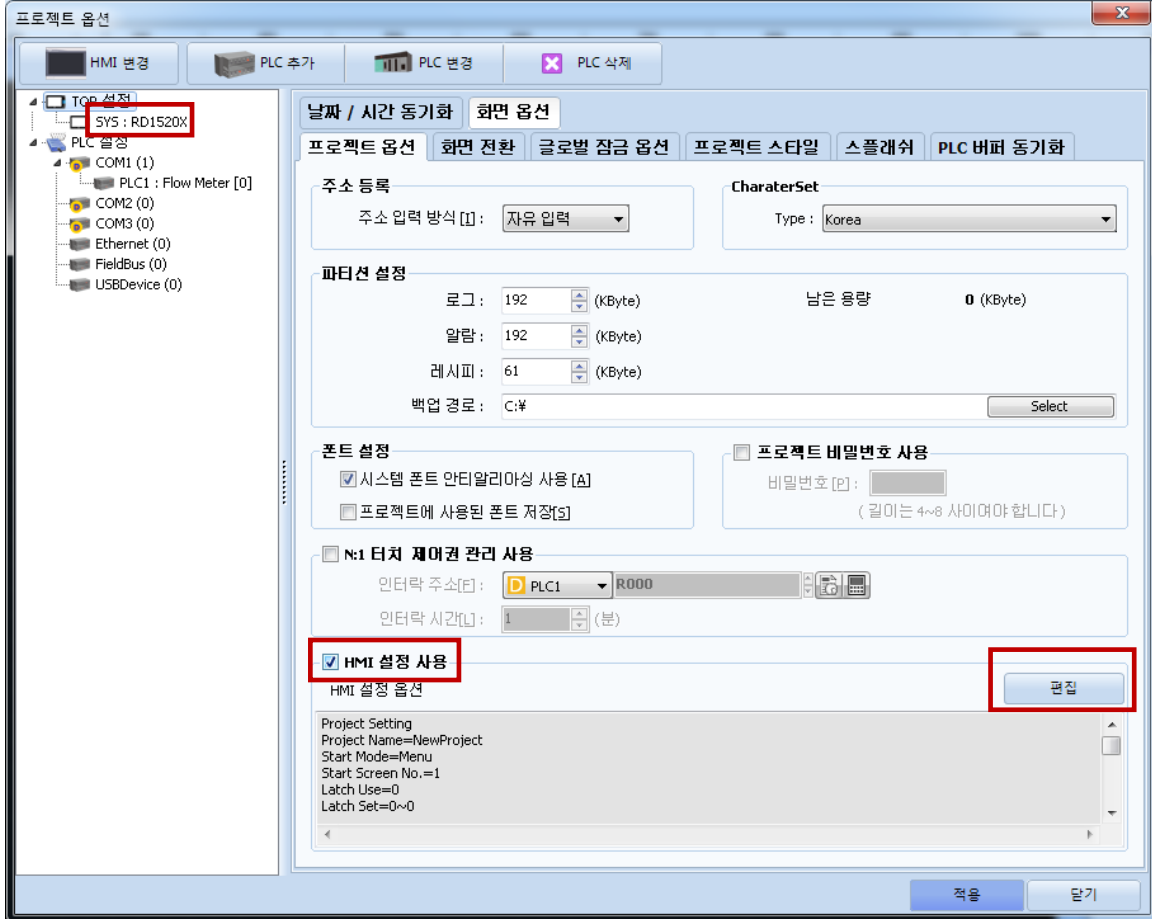 프로젝트 옵션
HMI 변경
PLC 추가
PLC 변경
PLC 삭제
TOP 설정
SYS : RD1520X
PLC 설정
COM1 (1)
PLC1 : Flow Meter [0]
COM2 (0)
COM3 (0)
Ethernet (0)
FieldBus (0)
USBDevice (0)
날짜 / 시간 동기화
화면 옵션
프로젝트 옵션
화면 전환
글로벌 잠금 옵션
프로젝트 스타일
스플래쉬
PLC 버퍼 동기화
주소 등록
주소 입력 방식[I] : 자유 입력
CharaterSet
Type : Korea
파티션 설정
로그 : 192 (KByte)
남은 용량 0 (KByte)
알람 : 192 (KByte)
레시피 : 61 (KByte)
백업 경로 : C:¥ Select
폰트 설정
시스템 폰트 안티알리아싱 사용[A]
프로젝트에 사용된 폰트 저장[S]
프로젝트 비밀번호 사용
비밀번호[P] :
( 길이는 4~8 사이여야 합니다 )
N:1 터치 제어권 관리 사용
인터락 주소[F] : D PLC1 R000
인터락 시간[L] : 1 (분)
HMI 설정 사용
HMI 설정 옵션
편집
Project Setting
Project Name=NewProject
Start Mode=Menu
Start Screen No.=1
Latch Use=0
Latch Set=0~0
적용
닫기